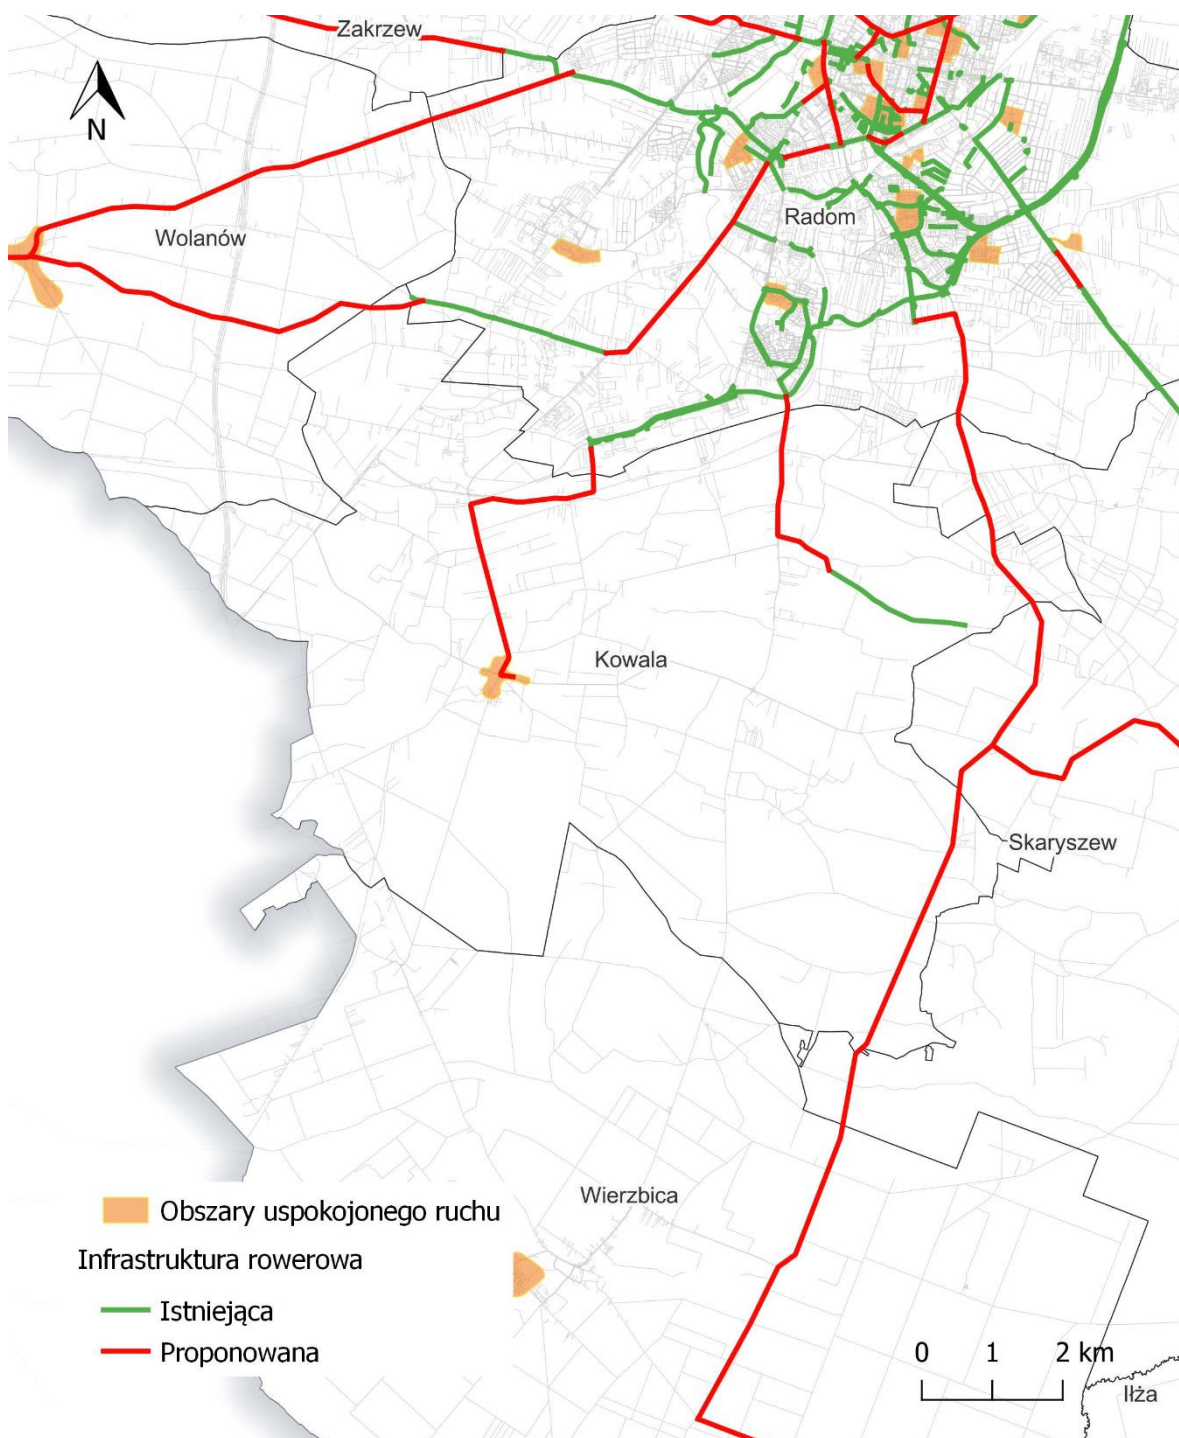 Zakrzew
N
Radom
Wolanów
Kowala
Skaryszew
Wierzbica
Obszary uspokojonego ruchu
Infrastruktura rowerowa
Istniejąca
Proponowana
0 1 2 km
Iłża